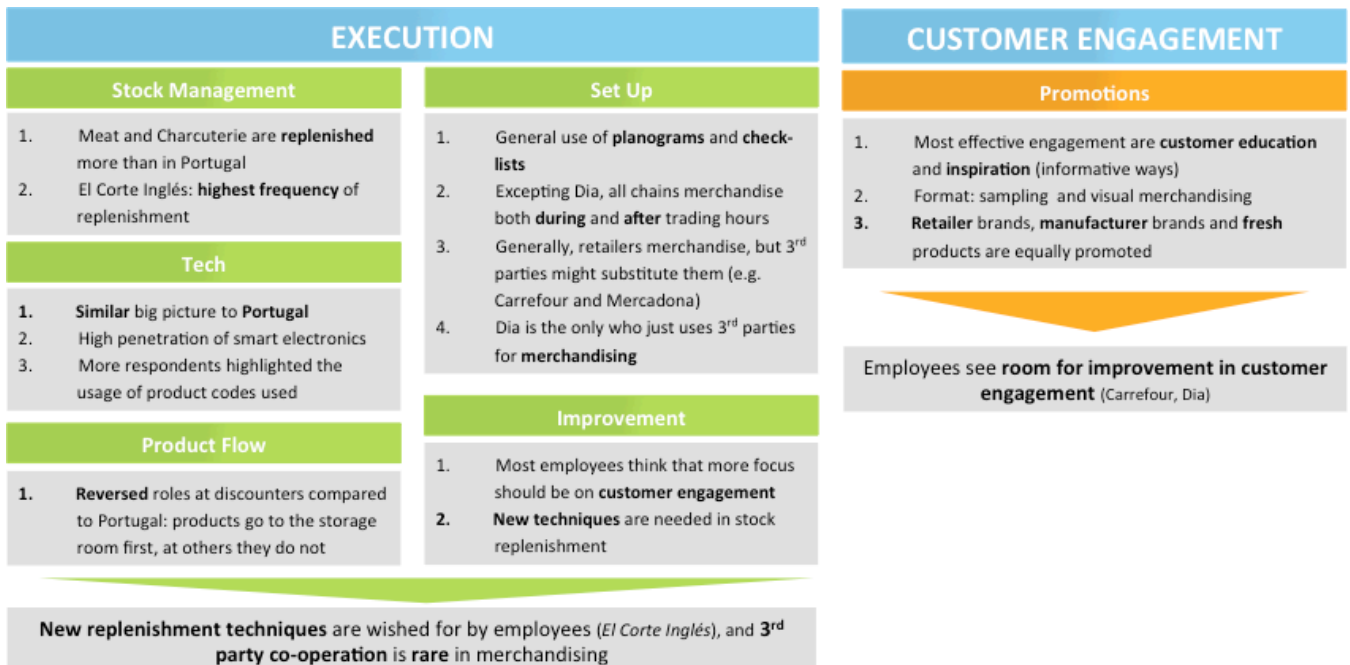 EXECUTION
Stock Management
1. Meat and Charcuterie are replenished
more than in Portugal
2. El Corte Inglés: highest frequency of
replenishment
Tech
1. Similar big picture to Portugal
2. High penetration of smart electronics
3. More respondents highlighted the
usage of product codes used
Product Flow
1. Reversed roles at discounters compared
to Portugal: products go to the storage
room first, at others they do not
Set Up
1. General use of planograms and check-
lists
2. Excepting Dia, all chains merchandise
both during and after trading hours
3. Generally, retailers merchandise, but 3rd
parties might substitute them (e.g.
Carrefour and Mercadona)
4. Dia is the only who just uses 3rd parties
for merchandising
Improvement
1. Most employees think that more focus
should be on customer engagement
2. New techniques are needed in stock
replenishment
New replenishment techniques are wished for by employees (El Corte Inglés), and 3rd
party co-operation is rare in merchandising
CUSTOMER ENGAGEMENT
Promotions
1. Most effective engagement are customer education
and inspiration (informative ways)
2. Format: sampling and visual merchandising
3. Retailer brands, manufacturer brands and fresh
products are equally promoted
Employees see room for improvement in customer
engagement (Carrefour, Dia)